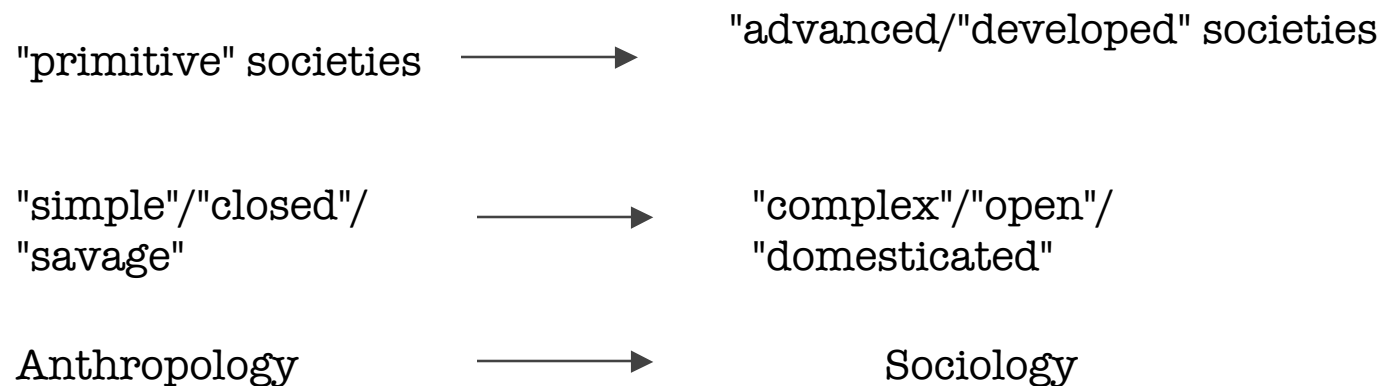 "primitive" societies
"advanced/"developed" societies
"simple"/"closed"/
"savage"
"complex"/"open"/
"domesticated"
Anthropology
Sociology